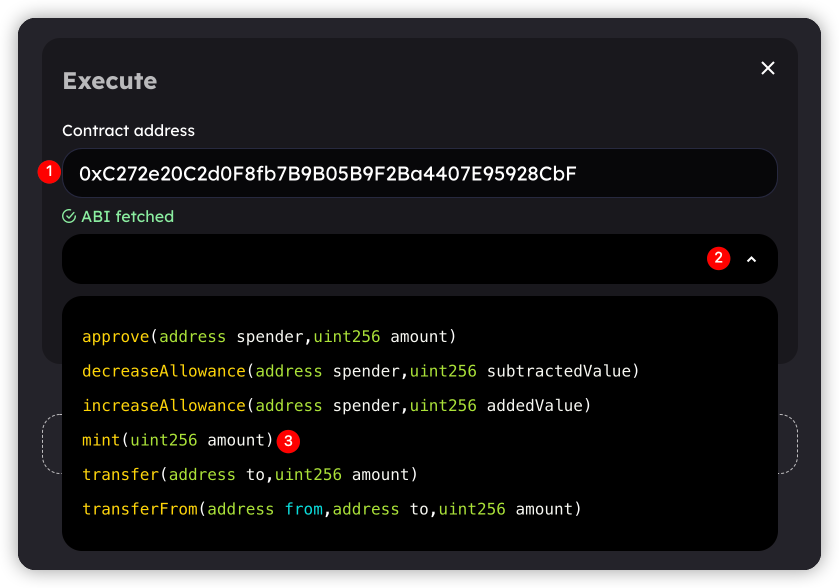 Execute
Contract address
1
0xC272e20C2d0F8fb7B9B05B9F2Ba4407E95928CbF
ABI fetched
2
approve(address spender,uint256 amount)
decreaseAllowance(address spender,uint256 subtractedValue)
increaseAllowance(address spender,uint256 addedValue)
mint(uint256 amount) 3
transfer(address to,uint256 amount)
transferFrom(address from,address to,uint256 amount)